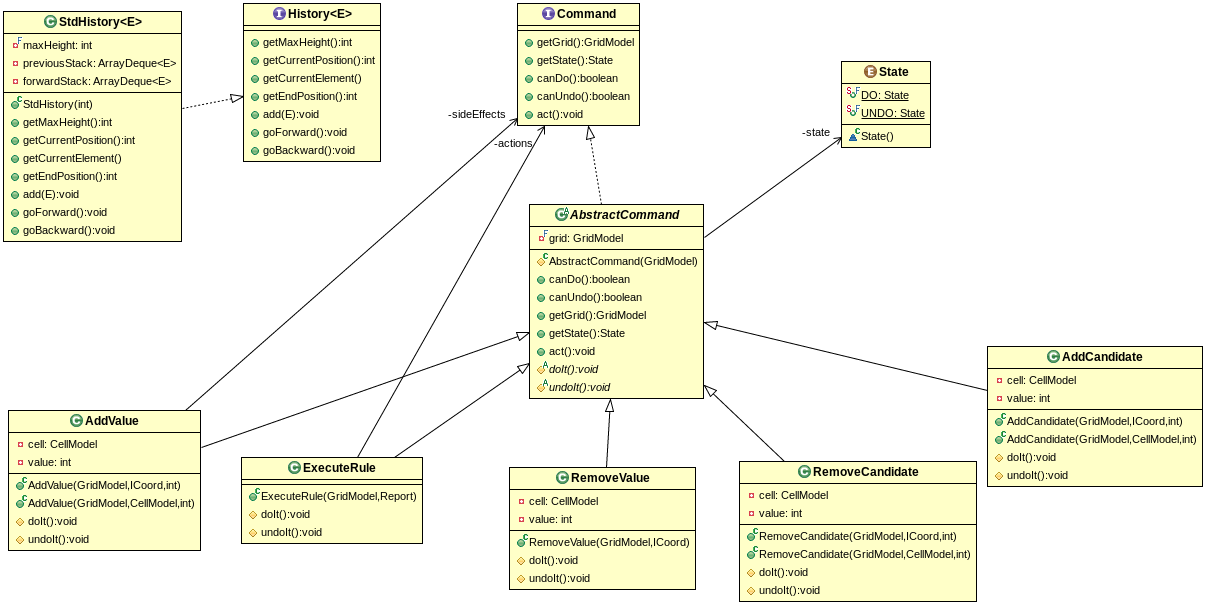 StdHistory<E>
maxHeight: int
previousStack: ArrayDeque<E>
forwardStack: ArrayDeque<E>
StdHistory(int)
getMaxHeight():int
getCurrentPosition():int
getCurrentElement()
getEndPosition():int
add(E):void
goForward():void
goBackward():void
History<E>
getMaxHeight():int
getCurrentPosition():int
getCurrentElement()
getEndPosition():int
add(E):void
goForward():void
goBackward():void
Command
getGrid():GridModel
getState():State
canDo():boolean
canUndo():boolean
act():void
-sideEffects
-actions
State
DO: State
UNDO: State
State()
-state
AbstractCommand
grid: GridModel
AbstractCommand(GridModel)
canDo():boolean
canUndo():boolean
getGrid():GridModel
getState():State
act():void
doIt():void
undoIt():void
AddValue
cell: CellModel
value: int
AddValue(GridModel,ICoord,int)
AddValue(GridModel,CellModel,int)
doIt():void
undoIt():void
ExecuteRule
ExecuteRule(GridModel,Report)
doIt():void
undoIt():void
RemoveValue
cell: CellModel
value: int
RemoveValue(GridModel,ICoord)
doIt():void
undoIt():void
RemoveCandidate
cell: CellModel
value: int
RemoveCandidate(GridModel,ICoord,int)
RemoveCandidate(GridModel,CellModel,int)
doIt():void
undoIt():void
AddCandidate
cell: CellModel
value: int
AddCandidate(GridModel,ICoord,int)
AddCandidate(GridModel,CellModel,int)
doIt():void
undoIt():void